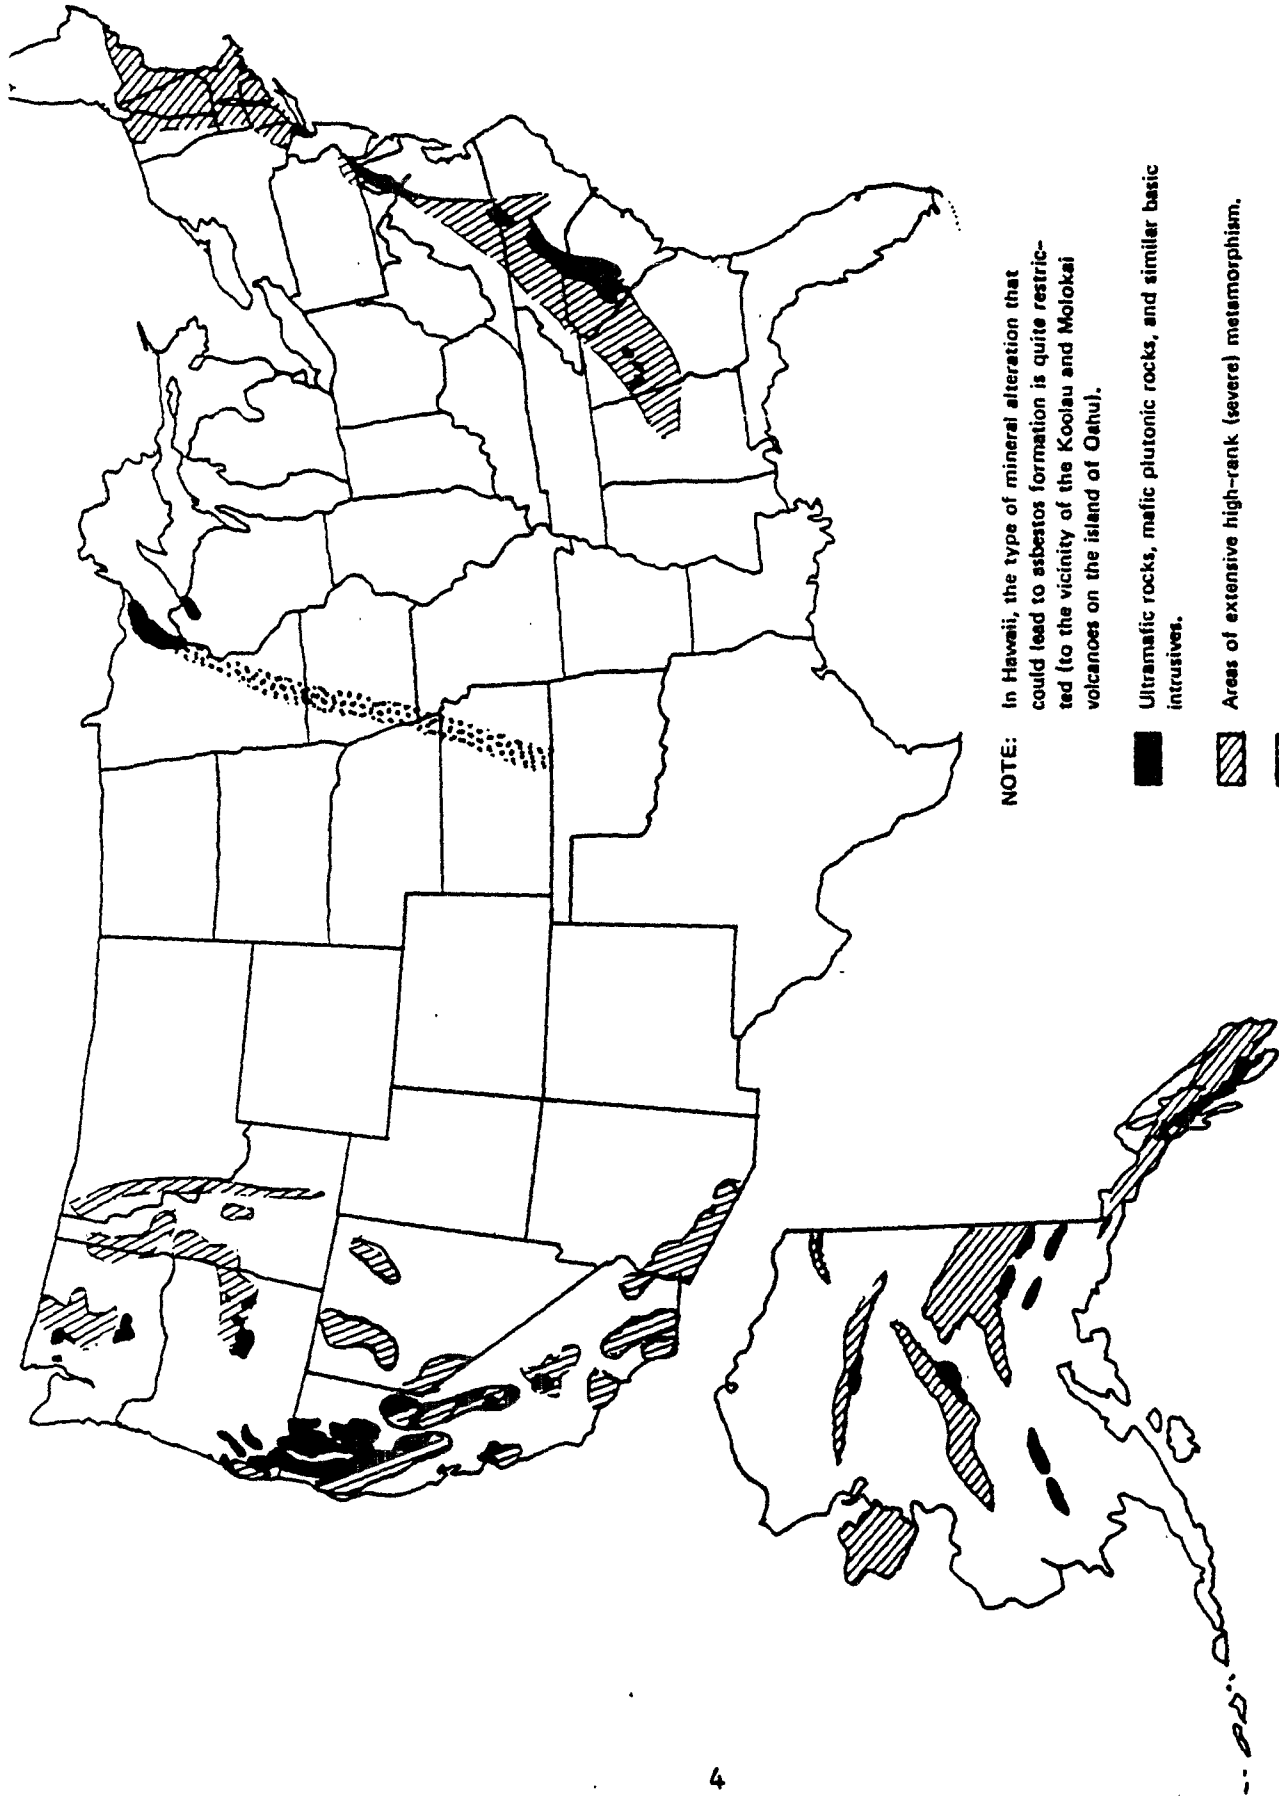 NOTE: In Hawaii, the type of mineral alteration that
could lead to asbestos formation is quite restric-
ted (to the vicinity of the Koolau and Molokai
volcanoes on the island of Oahu).
Ultramafic rocks, mafic plutonic rocks, and similar basic
intrusives.
Areas of extensive high-rank (severe) metamorphism.
4